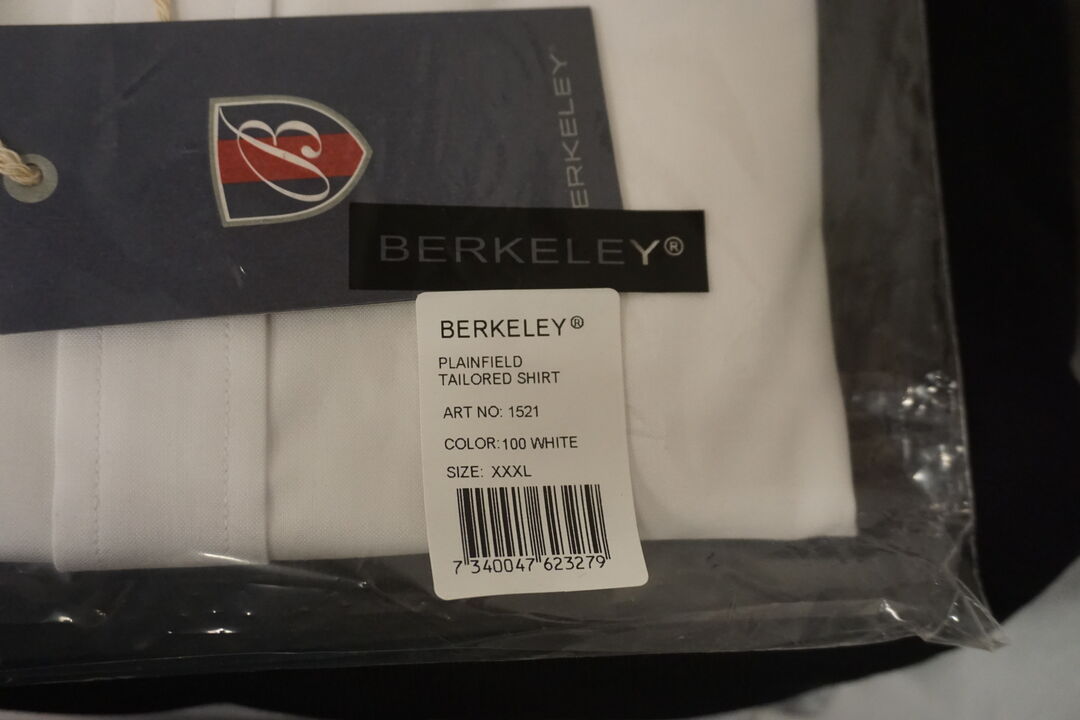 B
BERKELEY
BERKELEY®
BERKELEY®
PLAINFIELD
TAILORED SHIRT
ART NO: 1521
COLOR:100 WHITE
SIZE: XXXL
7 340047 623279